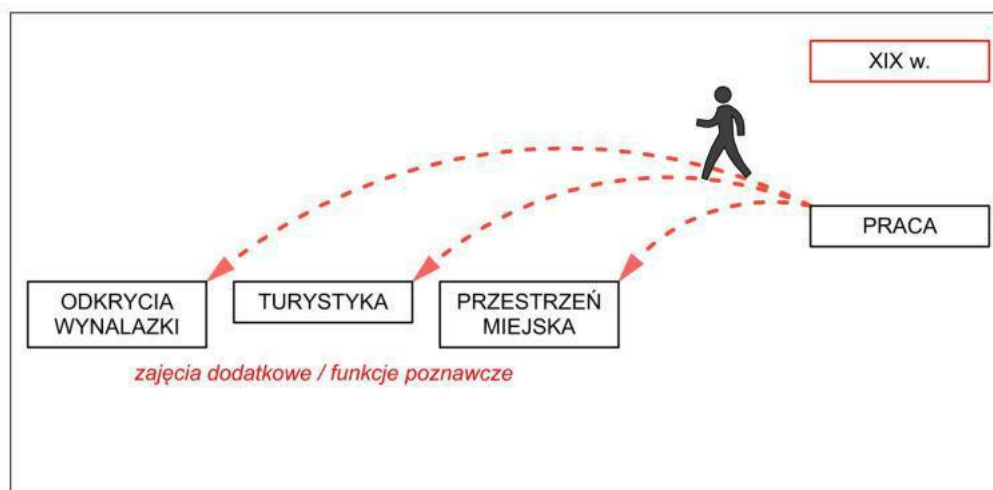 XIX w.
PRACA
ODKRYCIA
WYNALAZKI
TURYSTYKA
PRZESTRZEŃ
MIEJSKA
zajęcia dodatkowe / funkcje poznawcze